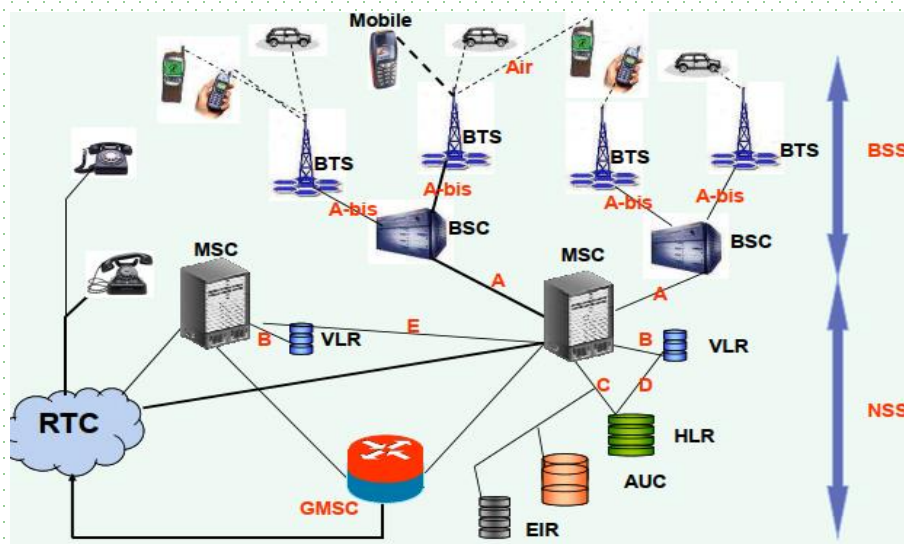 Mobile
Air
BTS
BTS
BTS
BTS
BSS
A-bis
A-bis
A-bis
A-bis
BSC
BSC
MSC
MSC
A
A
E
B
VLR
B
VLR
C
D
RTC
NSS
HLR
AUC
GMSC
EIR